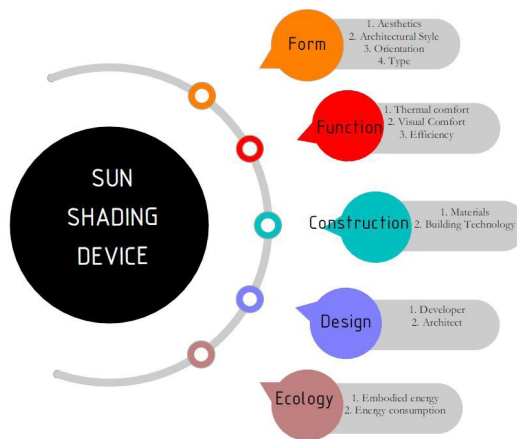 SUN
SHADING
DEVICE
Form
1. Aesthetics
2. Architectural Style
3. Orientation
4. Type
Function
1. Thermal comfort
2. Visual Comfort
3. Efficiency
Construction
1. Materials
2. Building Technology
Design
1. Developer
2. Architect
Ecology
1. Embodied energy
2. Energy consumption